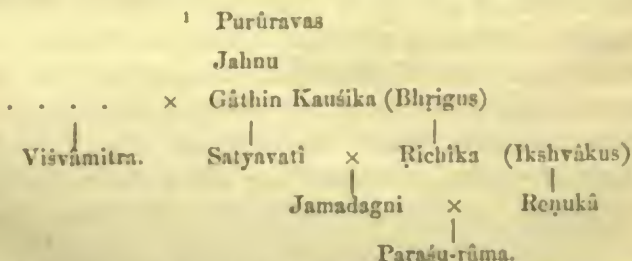 ¹ Purûravas
Jahnu
. . . . × Gâthin Kauśika (Bhṛigus)
Viśvâmitra. Satyavatî × Ṛichîka (Ikshvâkus)
Jamadagni × Reṇukâ
Paraśu-râma.